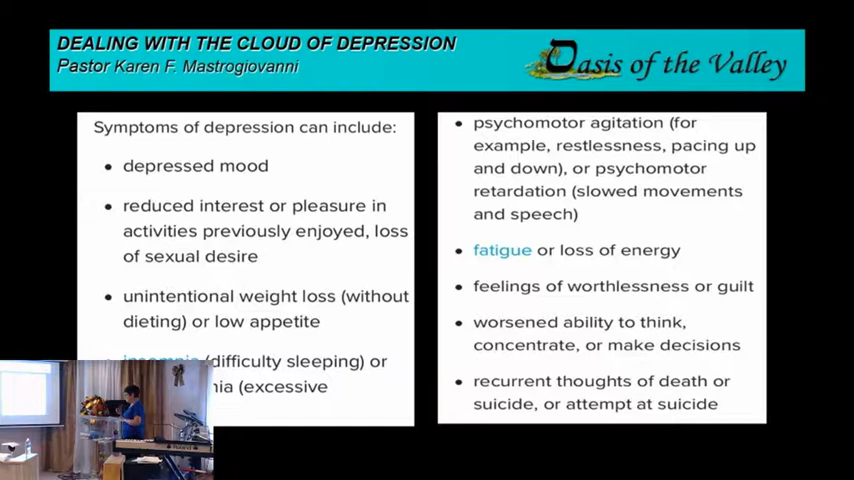 DEALING WITH THE CLOUD OF DEPRESSION
Pastor Karen F. Mastrogiovanni
Oasis of the Valley
Symptoms of depression can include:
• depressed mood
• reduced interest or pleasure in
activities previously enjoyed, loss
of sexual desire
• unintentional weight loss (without
dieting) or low appetite
(difficulty sleeping) or
(excessive
• psychomotor agitation (for
example, restlessness, pacing up
and down), or psychomotor
retardation (slowed movements
and speech)
• fatigue or loss of energy
• feelings of worthlessness or guilt
• worsened ability to think,
concentrate, or make decisions
• recurrent thoughts of death or
suicide, or attempt at suicide
Roland